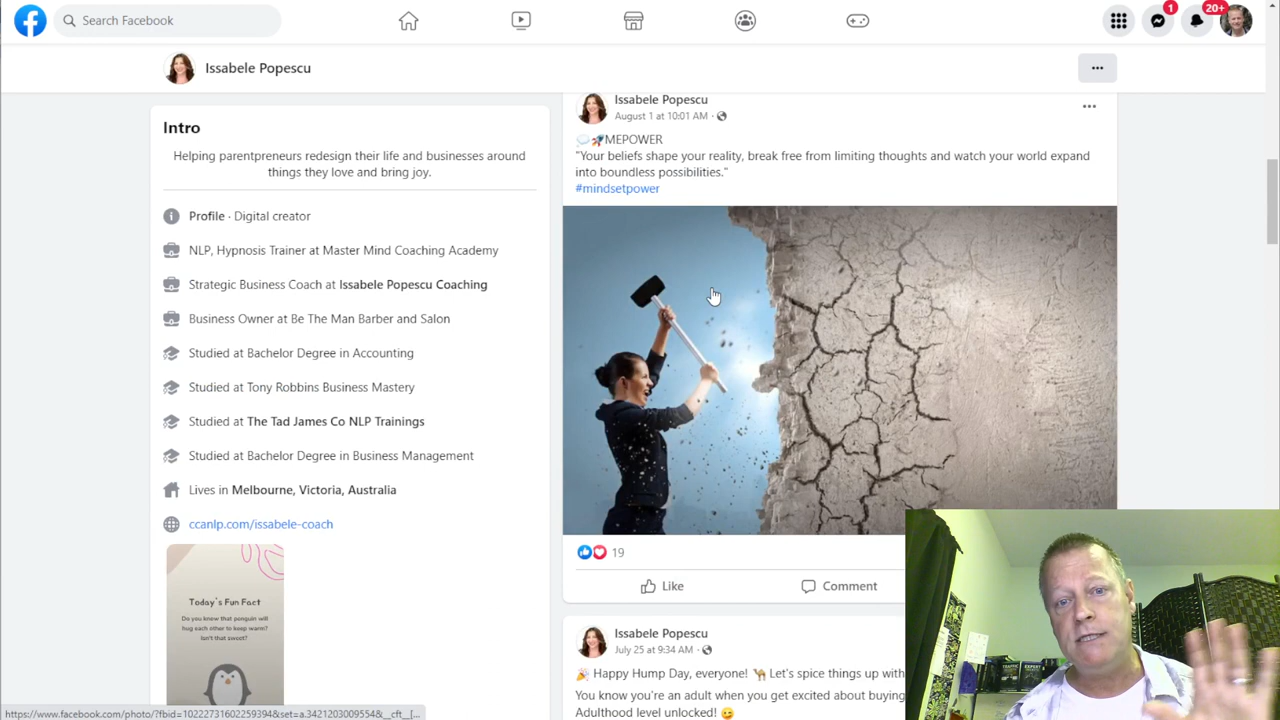 Search Facebook
1
20+
Issabele Popescu
Intro
Helping parentpreneurs redesign their life and businesses around
things they love and bring joy.
Profile · Digital creator
NLP, Hypnosis Trainer at Master Mind Coaching Academy
Strategic Business Coach at Issabele Popescu Coaching
Business Owner at Be The Man Barber and Salon
Studied at Bachelor Degree in Accounting
Studied at Tony Robbins Business Mastery
Studied at The Tad James Co NLP Trainings
Studied at Bachelor Degree in Business Management
Lives in Melbourne, Victoria, Australia
ccanlp.com/issabele-coach
Today's Fun Fact
Do you know that penguin will
hug each other to keep warm?
Isn't that sweet?
Issabele Popescu
August 1 at 10:01 AM ·
💭🚀MEPOWER
"Your beliefs shape your reality, break free from limiting thoughts and watch your world expand
into boundless possibilities."
#mindsetpower
19
Like
Comment
Issabele Popescu
July 25 at 9:34 AM ·
🎉 Happy Hump Day, everyone! 🐪 Let's spice things up with
You know you're an adult when you get excited about buying
Adulthood level unlocked! 😄
https://www.facebook.com/photo/?fbid=10227731602259394&set=a.3421203009554&__cft__[...